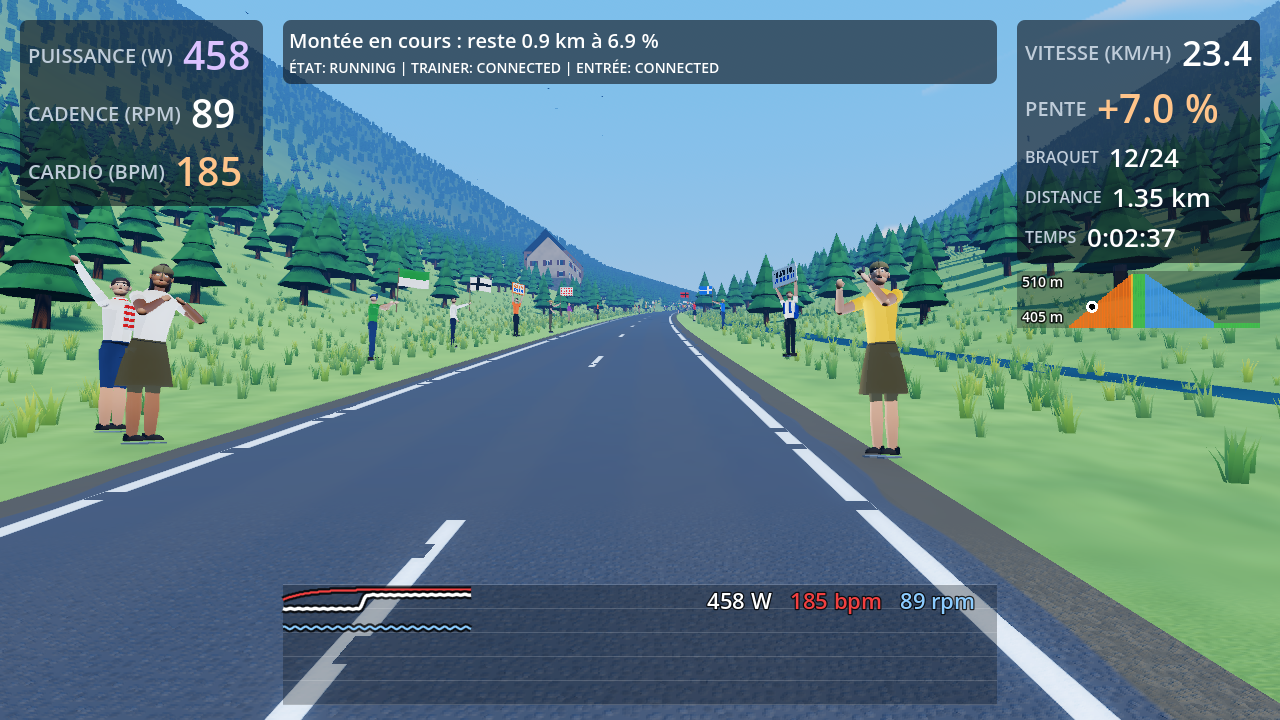 PUISSANCE (W) 458
CADENCE (RPM) 89
CARDIO (BPM) 185
Montée en cours : reste 0.9 km à 6.9 %
ÉTAT: RUNNING | TRAINER: CONNECTED | ENTRÉE: CONNECTED
VITESSE (KM/H) 23.4
PENTE +7.0 %
BRAQUET 12/24
DISTANCE 1.35 km
TEMPS 0:02:37
510 m
405 m
458 W 185 bpm 89 rpm